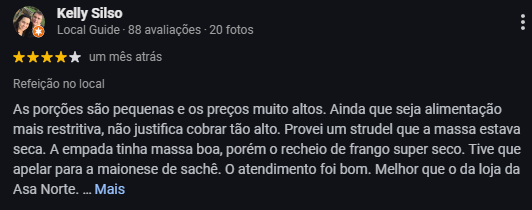 Kelly Silso
Local Guide · 88 avaliações · 20 fotos
um mês atrás
Refeição no local
As porções são pequenas e os preços muito altos. Ainda que seja alimentação
mais restritiva, não justifica cobrar tão alto. Provei um strudel que a massa estava
seca. A empada tinha massa boa, porém o recheio de frango super seco. Tive que
apelar para a maionese de sachê. O atendimento foi bom. Melhor que o da loja da
Asa Norte. … Mais